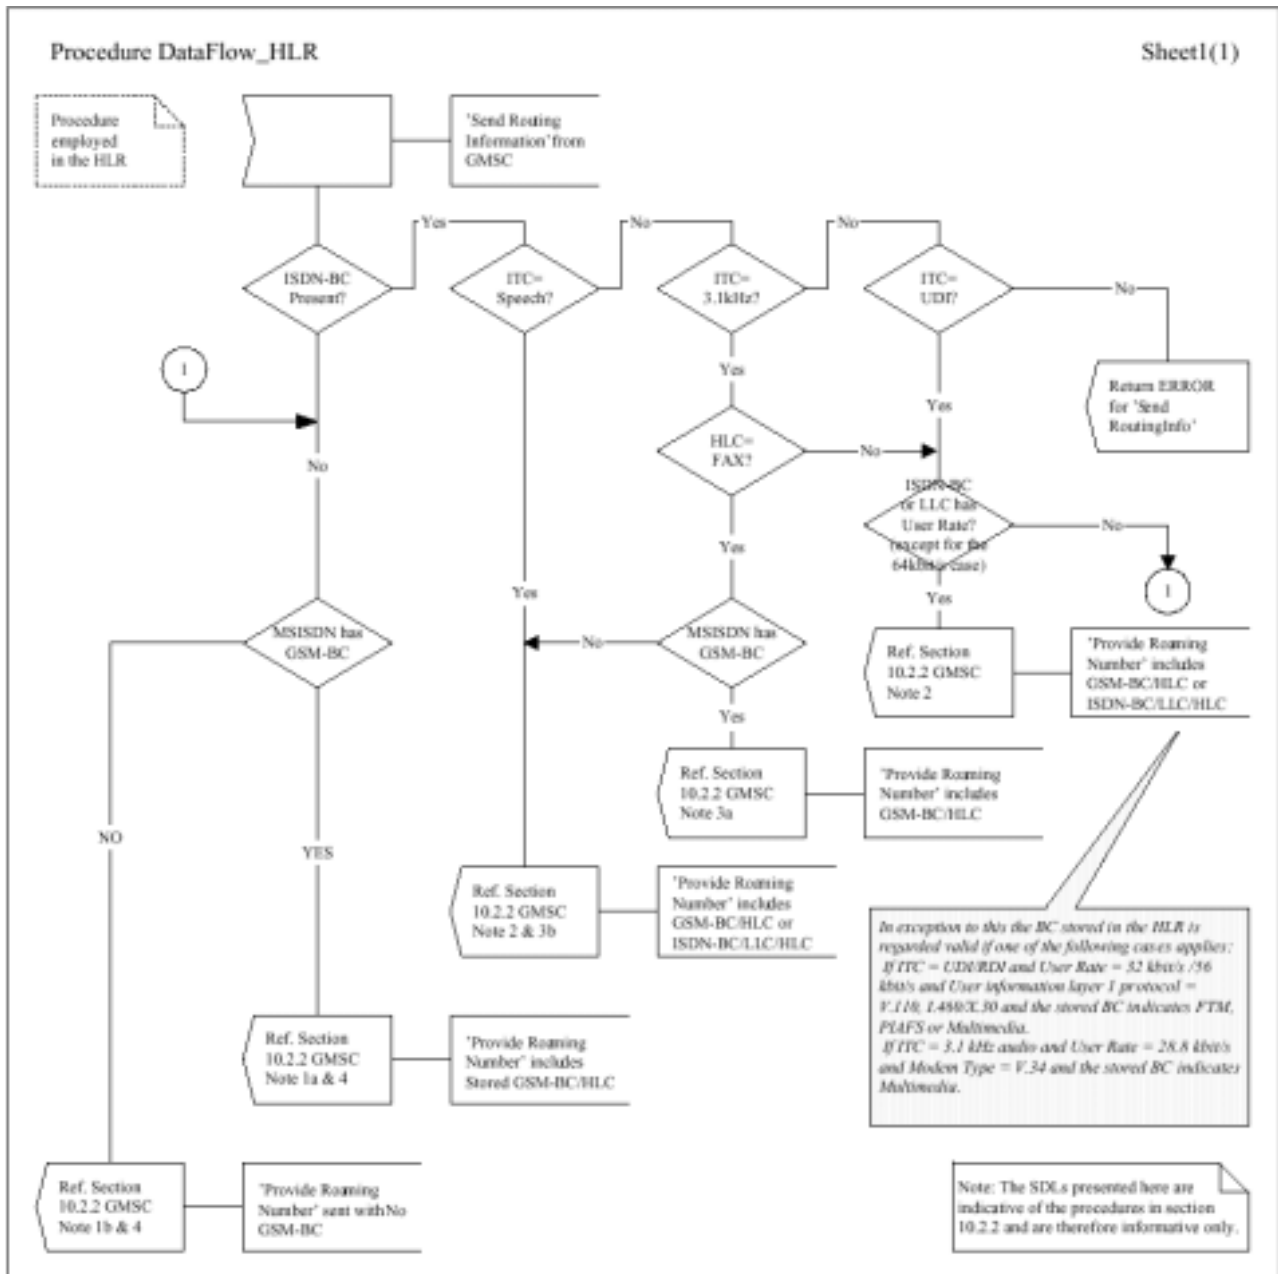 Procedure DataFlow_HLR
Sheet1(1)
Procedure
employed
in the HLR
'Send Routing
Information' from
GMSC
Yes
No
No
ISDN-BC
Present?
ITC=
Speech?
ITC=
3.1kHz?
ITC=
UDI?
No
1
Yes
Return ERROR
for 'Send
RoutingInfo'
Yes
HLC=
FAX?
No
No
ISDN-BC
or LLC has
User Rate?
(except for the
64kbit/s case)
No
Yes
1
Yes
Yes
MSISDN has
GSM-BC
No
MSISDN has
GSM-BC
Ref. Section
10.2.2 GMSC
Note 2
'Provide Roaming
Number' includes
GSM-BC/HLC or
ISDN-BC/LLC/HLC
Yes
Ref. Section
10.2.2 GMSC
Note 3a
'Provide Roaming
Number' includes
GSM-BC/HLC
NO
YES
Ref. Section
10.2.2 GMSC
Note 2 & 3b
'Provide Roaming
Number' includes
GSM-BC/HLC or
ISDN-BC/LLC/HLC
In exception to this the BC stored in the HLR is
regarded valid if one of the following cases applies:
If ITC = UDI/RDI and User Rate = 32 kbit/s /56
kbit/s and User information layer 1 protocol =
V.110, I.460/X.30 and the stored BC indicates FTM,
PIAFS or Multimedia.
If ITC = 3.1 kHz audio and User Rate = 28.8 kbit/s
and Modem Type = V.34 and the stored BC indicates
Multimedia.
Ref. Section
10.2.2 GMSC
Note 1a & 4
'Provide Roaming
Number' includes
Stored GSM-BC/HLC
Ref. Section
10.2.2 GMSC
Note 1b & 4
'Provide Roaming
Number' sent with No
GSM-BC
Note: The SDLs presented here are
indicative of the procedures in section
10.2.2 and are therefore informative only.